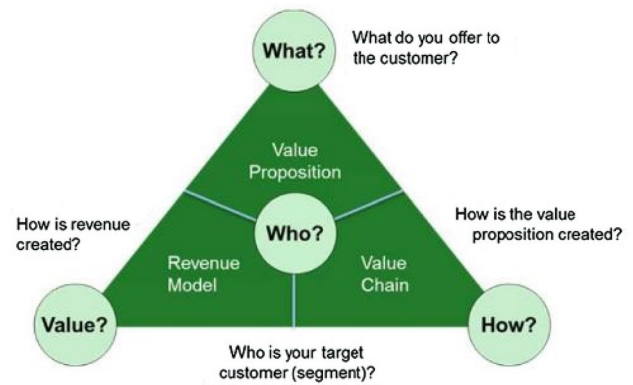 What?
What do you offer to
the customer?
Value
Proposition
How is revenue
created?
Who?
How is the value
proposition created?
Revenue
Model
Value
Chain
Value?
How?
Who is your target
customer (segment)?